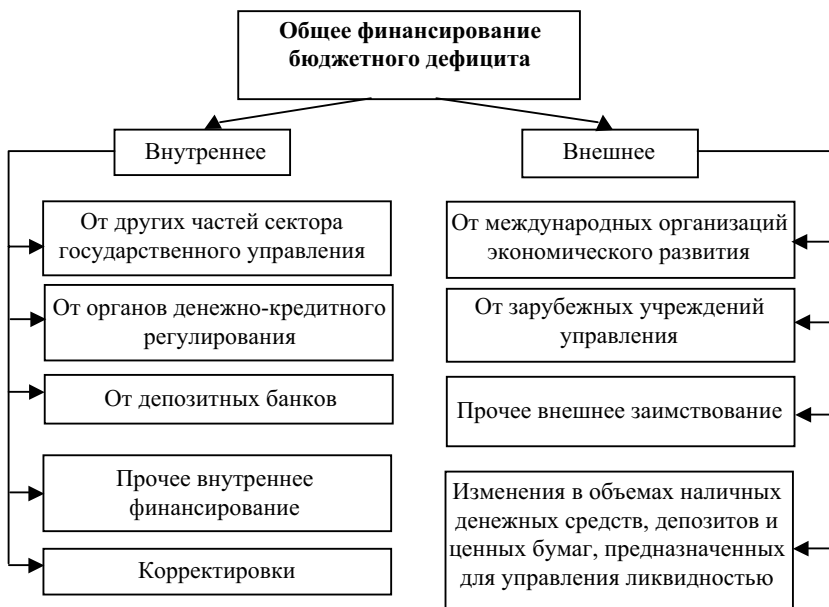 Общее финансирование
бюджетного дефицита
Внутреннее
Внешнее
От других частей сектора
государственного управления
От органов денежно-кредитного
регулирования
От депозитных банков
Прочее внутреннее
финансирование
Корректировки
От международных организаций
экономического развития
От зарубежных учреждений
управления
Прочее внешнее заимствование
Изменения в объемах наличных
денежных средств, депозитов и
ценных бумаг, предназначенных
для управления ликвидностью